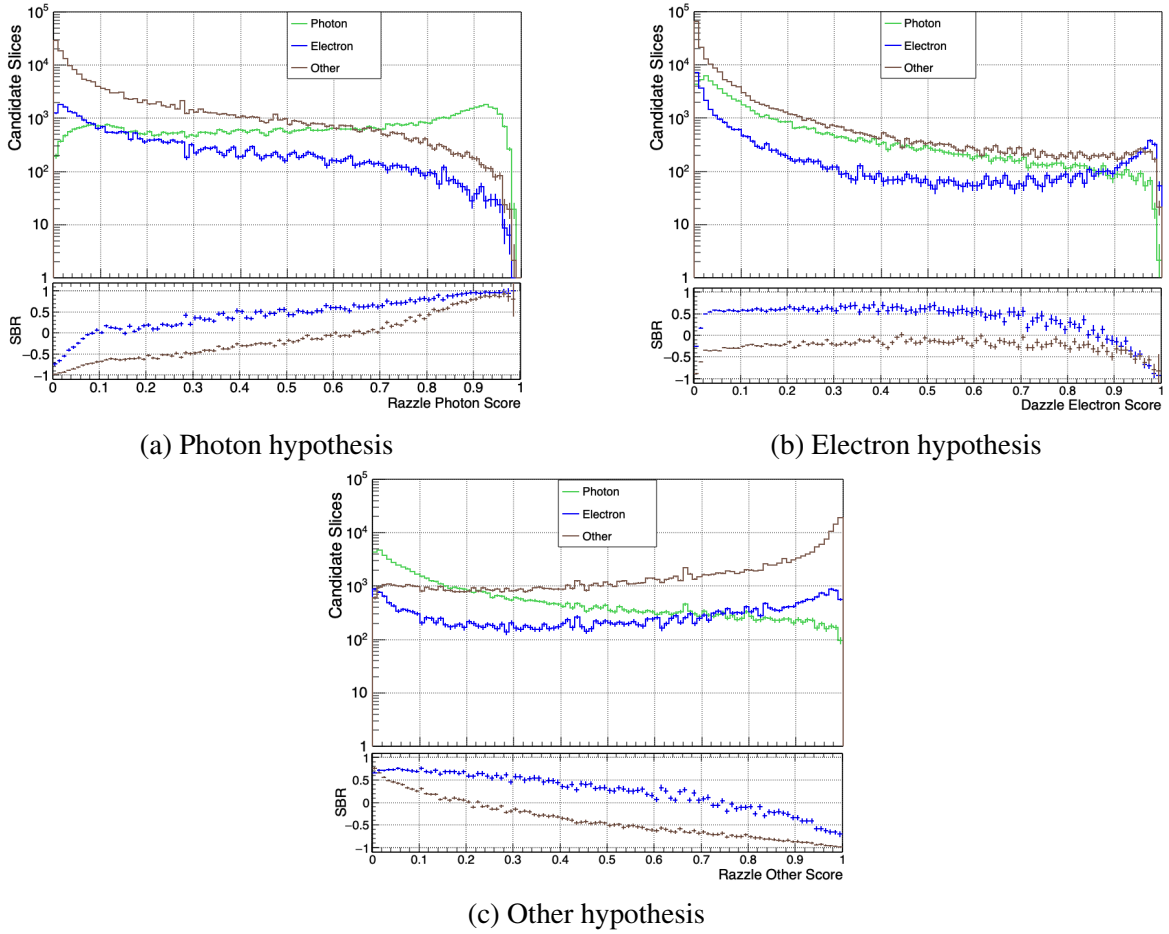 10^5
10^4
10^3
10^2
10
1
Candidate Slices
Photon
Electron
Other
1
0.5
0
−0.5
−1
SBR
0 0.1 0.2 0.3 0.4 0.5 0.6 0.7 0.8 0.9 1
Razzle Photon Score
(a) Photon hypothesis
10^5
10^4
10^3
10^2
10
1
Candidate Slices
Photon
Electron
Other
1
0.5
0
−0.5
−1
SBR
0 0.1 0.2 0.3 0.4 0.5 0.6 0.7 0.8 0.9 1
Dazzle Electron Score
(b) Electron hypothesis
10^5
10^4
10^3
10^2
10
1
Candidate Slices
Photon
Electron
Other
1
0.5
0
−0.5
−1
SBR
0 0.1 0.2 0.3 0.4 0.5 0.6 0.7 0.8 0.9 1
Razzle Other Score
(c) Other hypothesis